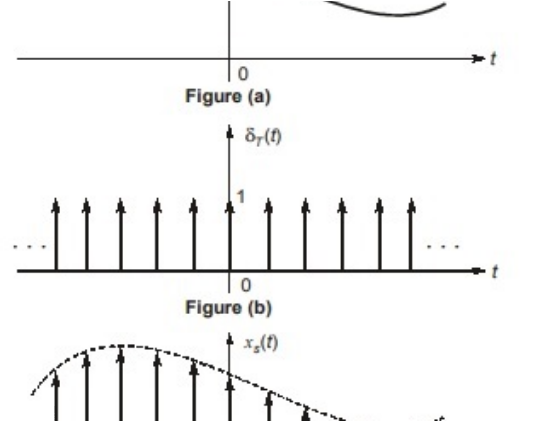 t
0
Figure (a)
δT(t)
1
. . .
. . .
t
0
Figure (b)
xs(t)